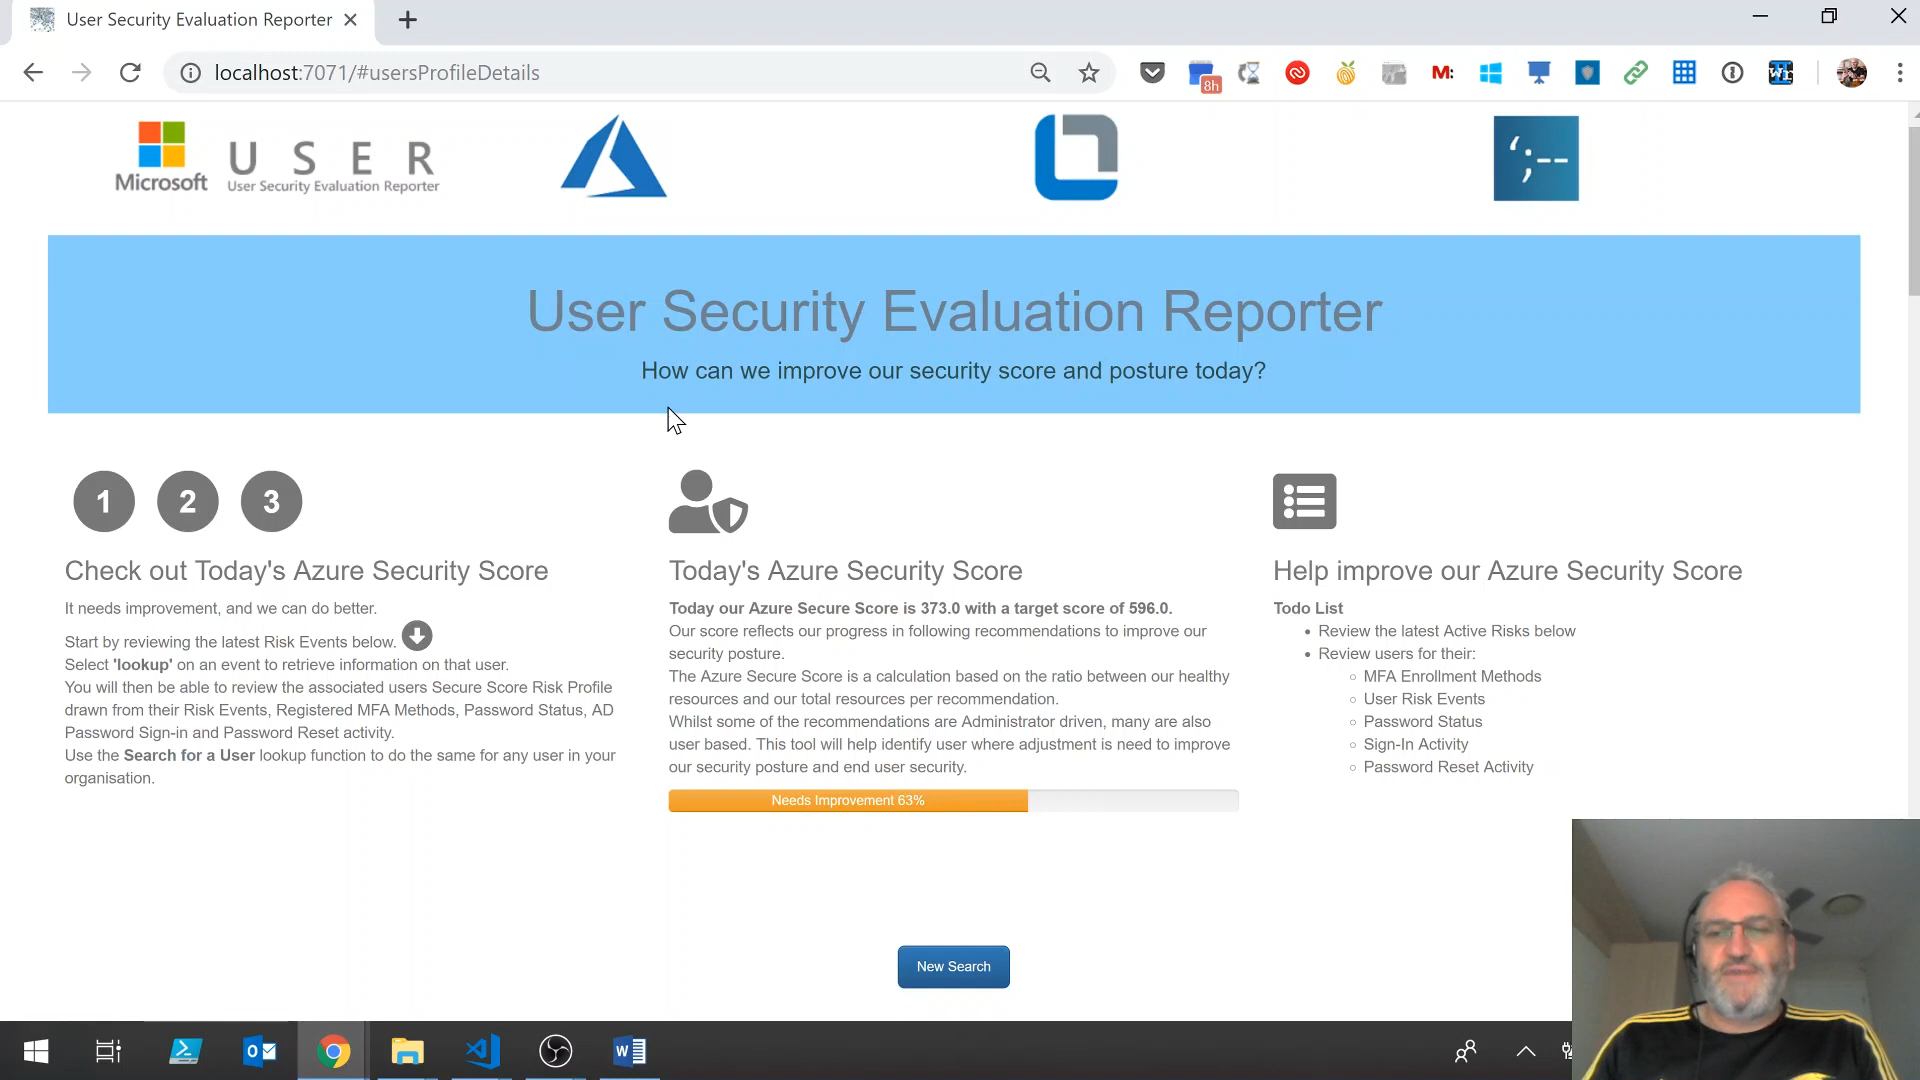 User Security Evaluation Reporter
localhost:7071/#usersProfileDetails
8h
M:
Wr
Microsoft
U S E R
User Security Evaluation Reporter
';--
User Security Evaluation Reporter
How can we improve our security score and posture today?
1 2 3
Check out Today's Azure Security Score
It needs improvement, and we can do better.
Start by reviewing the latest Risk Events below.
Select 'lookup' on an event to retrieve information on that user.
You will then be able to review the associated users Secure Score Risk Profile
drawn from their Risk Events, Registered MFA Methods, Password Status, AD
Password Sign-in and Password Reset activity.
Use the Search for a User lookup function to do the same for any user in your
organisation.
Today's Azure Security Score
Today our Azure Secure Score is 373.0 with a target score of 596.0.
Our score reflects our progress in following recommendations to improve our
security posture.
The Azure Secure Score is a calculation based on the ratio between our healthy
resources and our total resources per recommendation.
Whilst some of the recommendations are Administrator driven, many are also
user based. This tool will help identify user where adjustment is need to improve
our security posture and end user security.
Needs Improvement 63%
Help improve our Azure Security Score
Todo List
Review the latest Active Risks below
Review users for their:
MFA Enrollment Methods
User Risk Events
Password Status
Sign-In Activity
Password Reset Activity
New Search